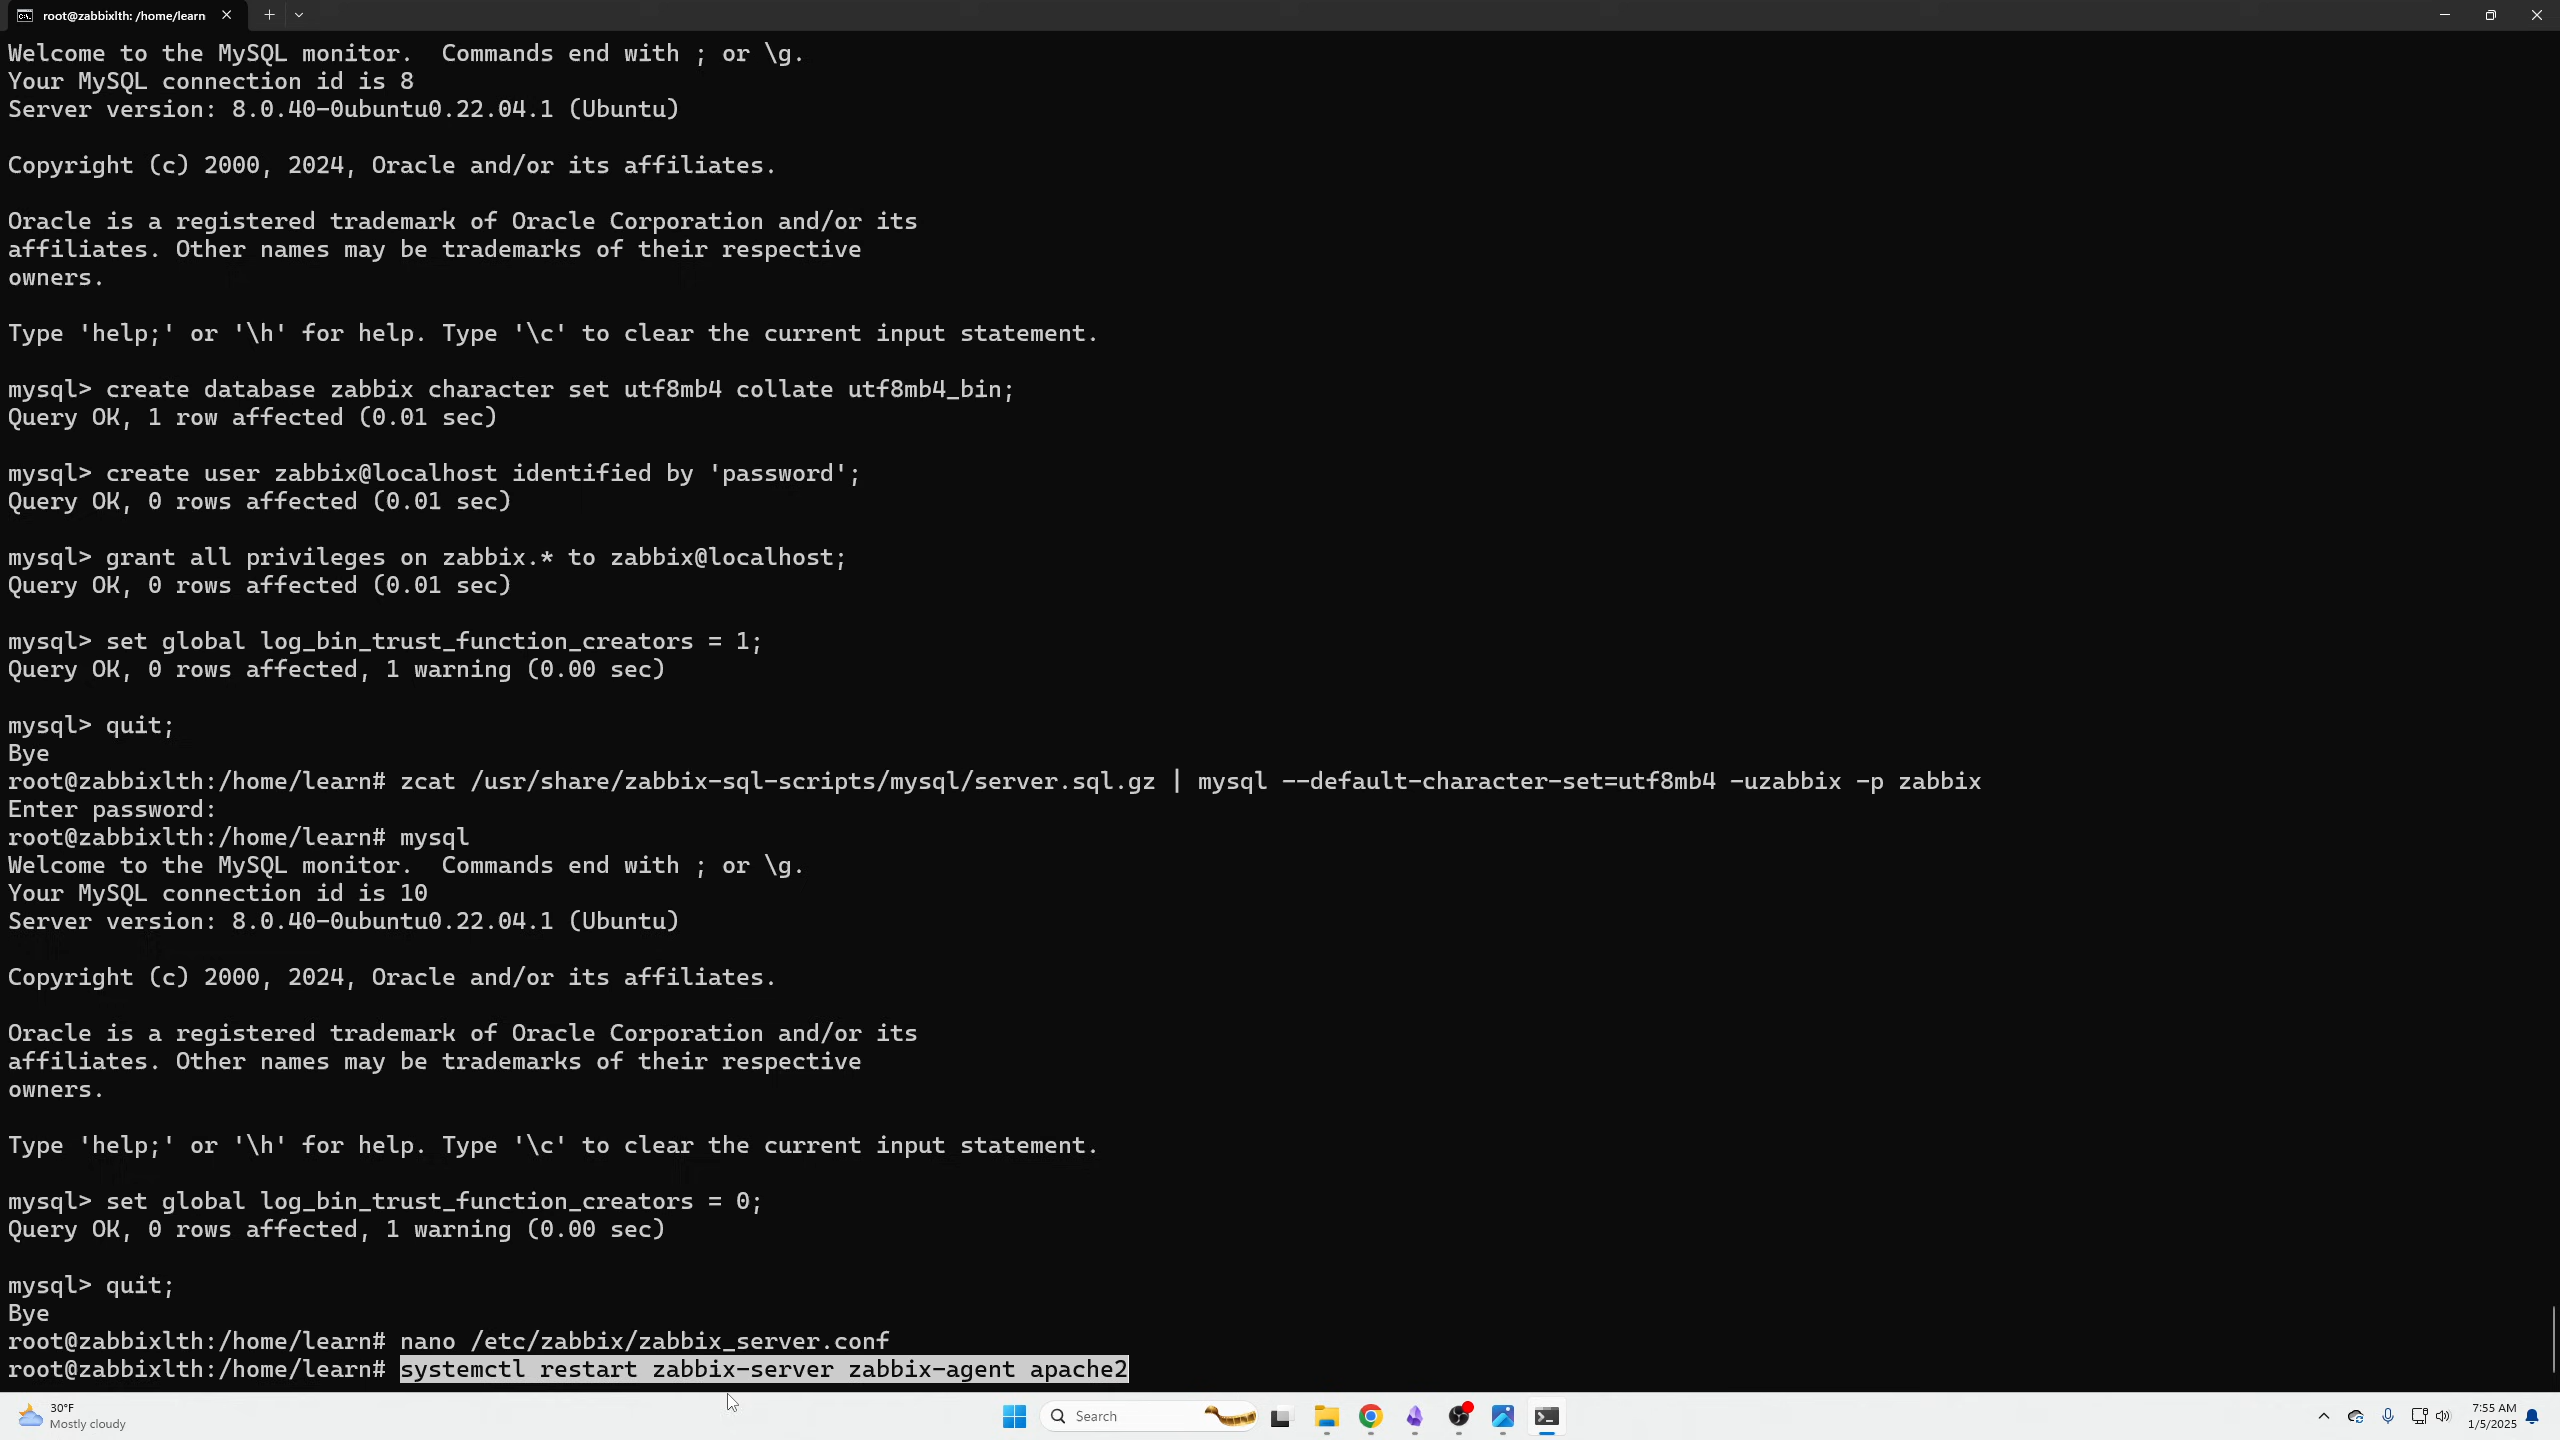 root@zabbixlth: /home/learn
Welcome to the MySQL monitor.  Commands end with ; or \g.
Your MySQL connection id is 8
Server version: 8.0.40-0ubuntu0.22.04.1 (Ubuntu)
Copyright (c) 2000, 2024, Oracle and/or its affiliates.
Oracle is a registered trademark of Oracle Corporation and/or its
affiliates. Other names may be trademarks of their respective
owners.
Type 'help;' or '\h' for help. Type '\c' to clear the current input statement.
mysql> create database zabbix character set utf8mb4 collate utf8mb4_bin;
Query OK, 1 row affected (0.01 sec)
mysql> create user zabbix@localhost identified by 'password';
Query OK, 0 rows affected (0.01 sec)
mysql> grant all privileges on zabbix.* to zabbix@localhost;
Query OK, 0 rows affected (0.01 sec)
mysql> set global log_bin_trust_function_creators = 1;
Query OK, 0 rows affected, 1 warning (0.00 sec)
mysql> quit;
Bye
root@zabbixlth:/home/learn# zcat /usr/share/zabbix-sql-scripts/mysql/server.sql.gz | mysql --default-character-set=utf8mb4 -uzabbix -p zabbix
Enter password:
root@zabbixlth:/home/learn# mysql
Welcome to the MySQL monitor.  Commands end with ; or \g.
Your MySQL connection id is 10
Server version: 8.0.40-0ubuntu0.22.04.1 (Ubuntu)
Copyright (c) 2000, 2024, Oracle and/or its affiliates.
Oracle is a registered trademark of Oracle Corporation and/or its
affiliates. Other names may be trademarks of their respective
owners.
Type 'help;' or '\h' for help. Type '\c' to clear the current input statement.
mysql> set global log_bin_trust_function_creators = 0;
Query OK, 0 rows affected, 1 warning (0.00 sec)
mysql> quit;
Bye
root@zabbixlth:/home/learn# nano /etc/zabbix/zabbix_server.conf
root@zabbixlth:/home/learn# systemctl restart zabbix-server zabbix-agent apache2
30°F
Mostly cloudy
Search
7:55 AM
1/5/2025